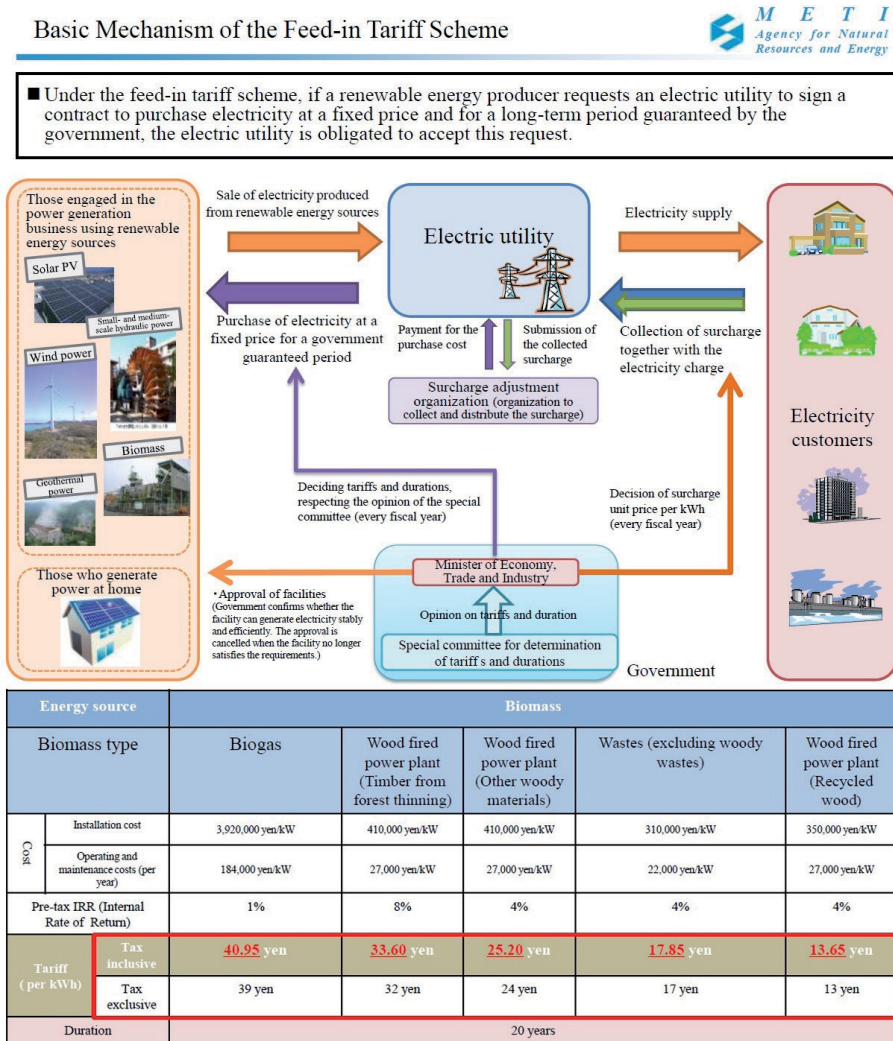 Basic Mechanism of the Feed-in Tariff Scheme
M E T I
Agency for Natural
Resources and Energy
■ Under the feed-in tariff scheme, if a renewable energy producer requests an electric utility to sign a
contract to purchase electricity at a fixed price and for a long-term period guaranteed by the
government, the electric utility is obligated to accept this request.
Those engaged in the
power generation
business using renewable
energy sources
Solar PV
Small- and medium-
scale hydraulic power
Wind power
Biomass
Geothermal
power
Those who generate
power at home
Sale of electricity produced
from renewable energy sources
Purchase of electricity at a
fixed price for a government
guaranteed period
Electric utility
Payment for the
purchase cost
Submission of
the collected
surcharge
Surcharge adjustment
organization (organization to
collect and distribute the surcharge)
Electricity supply
Collection of surcharge
together with the
electricity charge
Electricity
customers
Deciding tariffs and durations,
respecting the opinion of the special
committee (every fiscal year)
Decision of surcharge
unit price per kWh
(every fiscal year)
・Approval of facilities
(Government confirms whether the
facility can generate electricity stably
and efficiently. The approval is
cancelled when the facility no longer
satisfies the requirements.)
Minister of Economy,
Trade and Industry
Opinion on tariffs and duration
Special committee for determination
of tariff s and durations
Government
Energy source Biomass
Biomass type
Biogas
Wood fired
power plant
(Timber from
forest thinning)
Wood fired
power plant
(Other woody
materials)
Wastes (excluding woody
wastes)
Wood fired
power plant
(Recycled
wood)
Cost
Installation cost
3,920,000 yen/kW 410,000 yen/kW 410,000 yen/kW 310,000 yen/kW 350,000 yen/kW
Operating and
maintenance costs (per
year)
184,000 yen/kW 27,000 yen/kW 27,000 yen/kW 22,000 yen/kW 27,000 yen/kW
Pre-tax IRR (Internal
Rate of Return)
1% 8% 4% 4% 4%
Tariff
( per kWh)
Tax
inclusive
40.95 yen 33.60 yen 25.20 yen 17.85 yen 13.65 yen
Tax
exclusive
39 yen 32 yen 24 yen 17 yen 13 yen
Duration 20 years